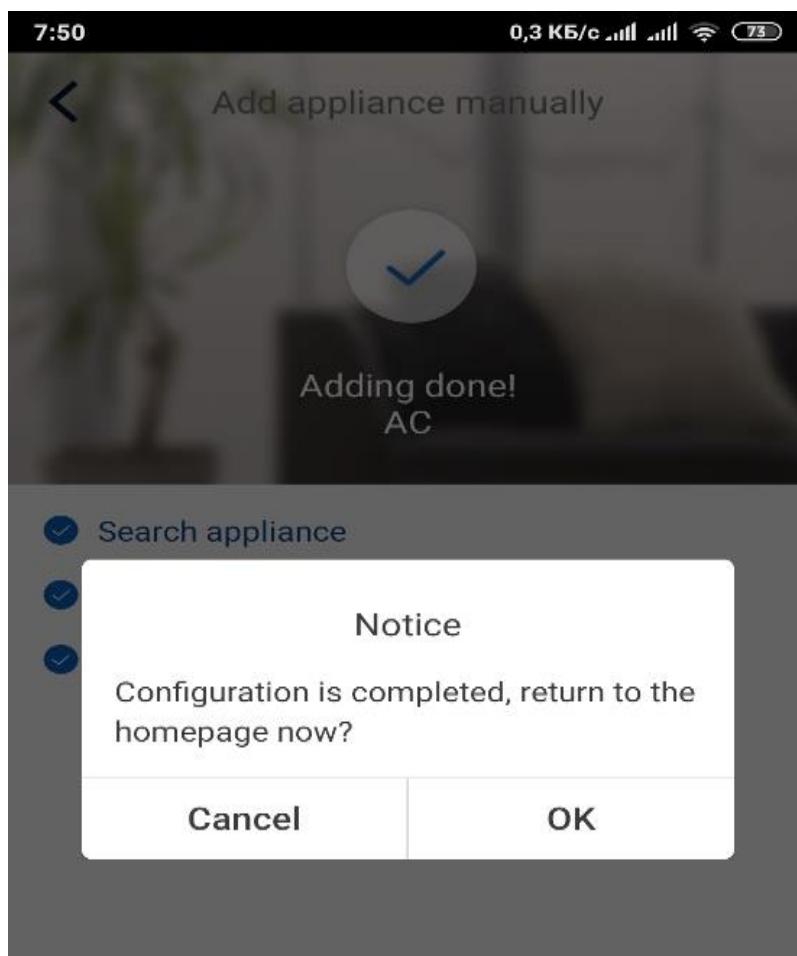 7:50
0,3 КБ/с
73
Add appliance manually
Adding done!
AC
Search appliance
Notice
Configuration is completed, return to the
homepage now?
Cancel
OK